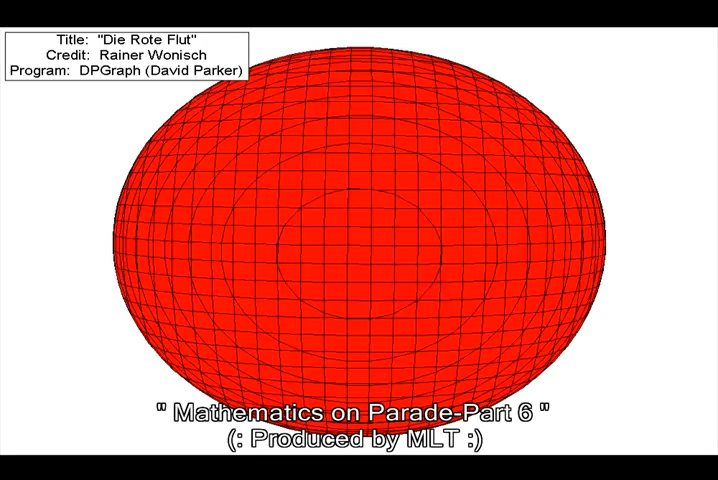 Title: "Die Rote Flut"
Credit: Rainer Wonisch
Program: DPGraph (David Parker)
" Mathematics on Parade-Part 6 "
(: Produced by MLT :)